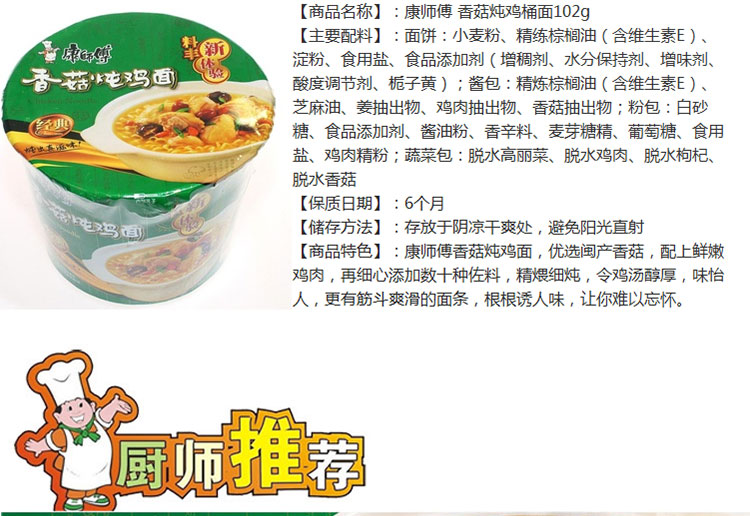 康师傅
料丰
新体验
香菇炖鸡面
经典
香菇炖鸡面
【商品名称】：康师傅 香菇炖鸡桶面102g
【主要配料】：面饼：小麦粉、精练棕榈油（含维生素E）、
淀粉、食用盐、食品添加剂（增稠剂、水分保持剂、增味剂、
酸度调节剂、栀子黄）；酱包：精炼棕榈油（含维生素E）、
芝麻油、姜抽出物、鸡肉抽出物、香菇抽出物；粉包：白砂
糖、食品添加剂、酱油粉、香辛料、麦芽糖精、葡萄糖、食用
盐、鸡肉精粉；蔬菜包：脱水高丽菜、脱水鸡肉、脱水枸杞、
脱水香菇
【保质日期】：6个月
【储存方法】：存放于阴凉干爽处，避免阳光直射
【商品特色】：康师傅香菇炖鸡面，优选闽产香菇，配上鲜嫩
鸡肉，再细心添加数十种佐料，精煨细炖，令鸡汤醇厚，味怡
人，更有筋斗爽滑的面条，根根诱人味，让你难以忘怀。
厨师推荐